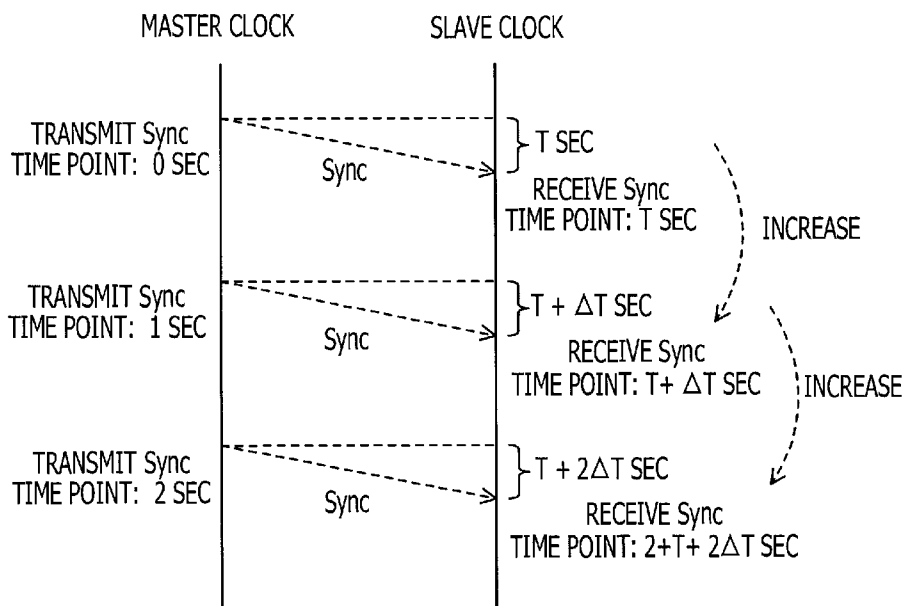 MASTER CLOCK
SLAVE CLOCK
TRANSMIT Sync
TIME POINT: 0 SEC
Sync
T SEC
RECEIVE Sync
TIME POINT: T SEC
INCREASE
TRANSMIT Sync
TIME POINT: 1 SEC
Sync
T + ΔT SEC
RECEIVE Sync
TIME POINT: T+ ΔT SEC
INCREASE
TRANSMIT Sync
TIME POINT: 2 SEC
Sync
T + 2ΔT SEC
RECEIVE Sync
TIME POINT: 2+T+ 2ΔT SEC